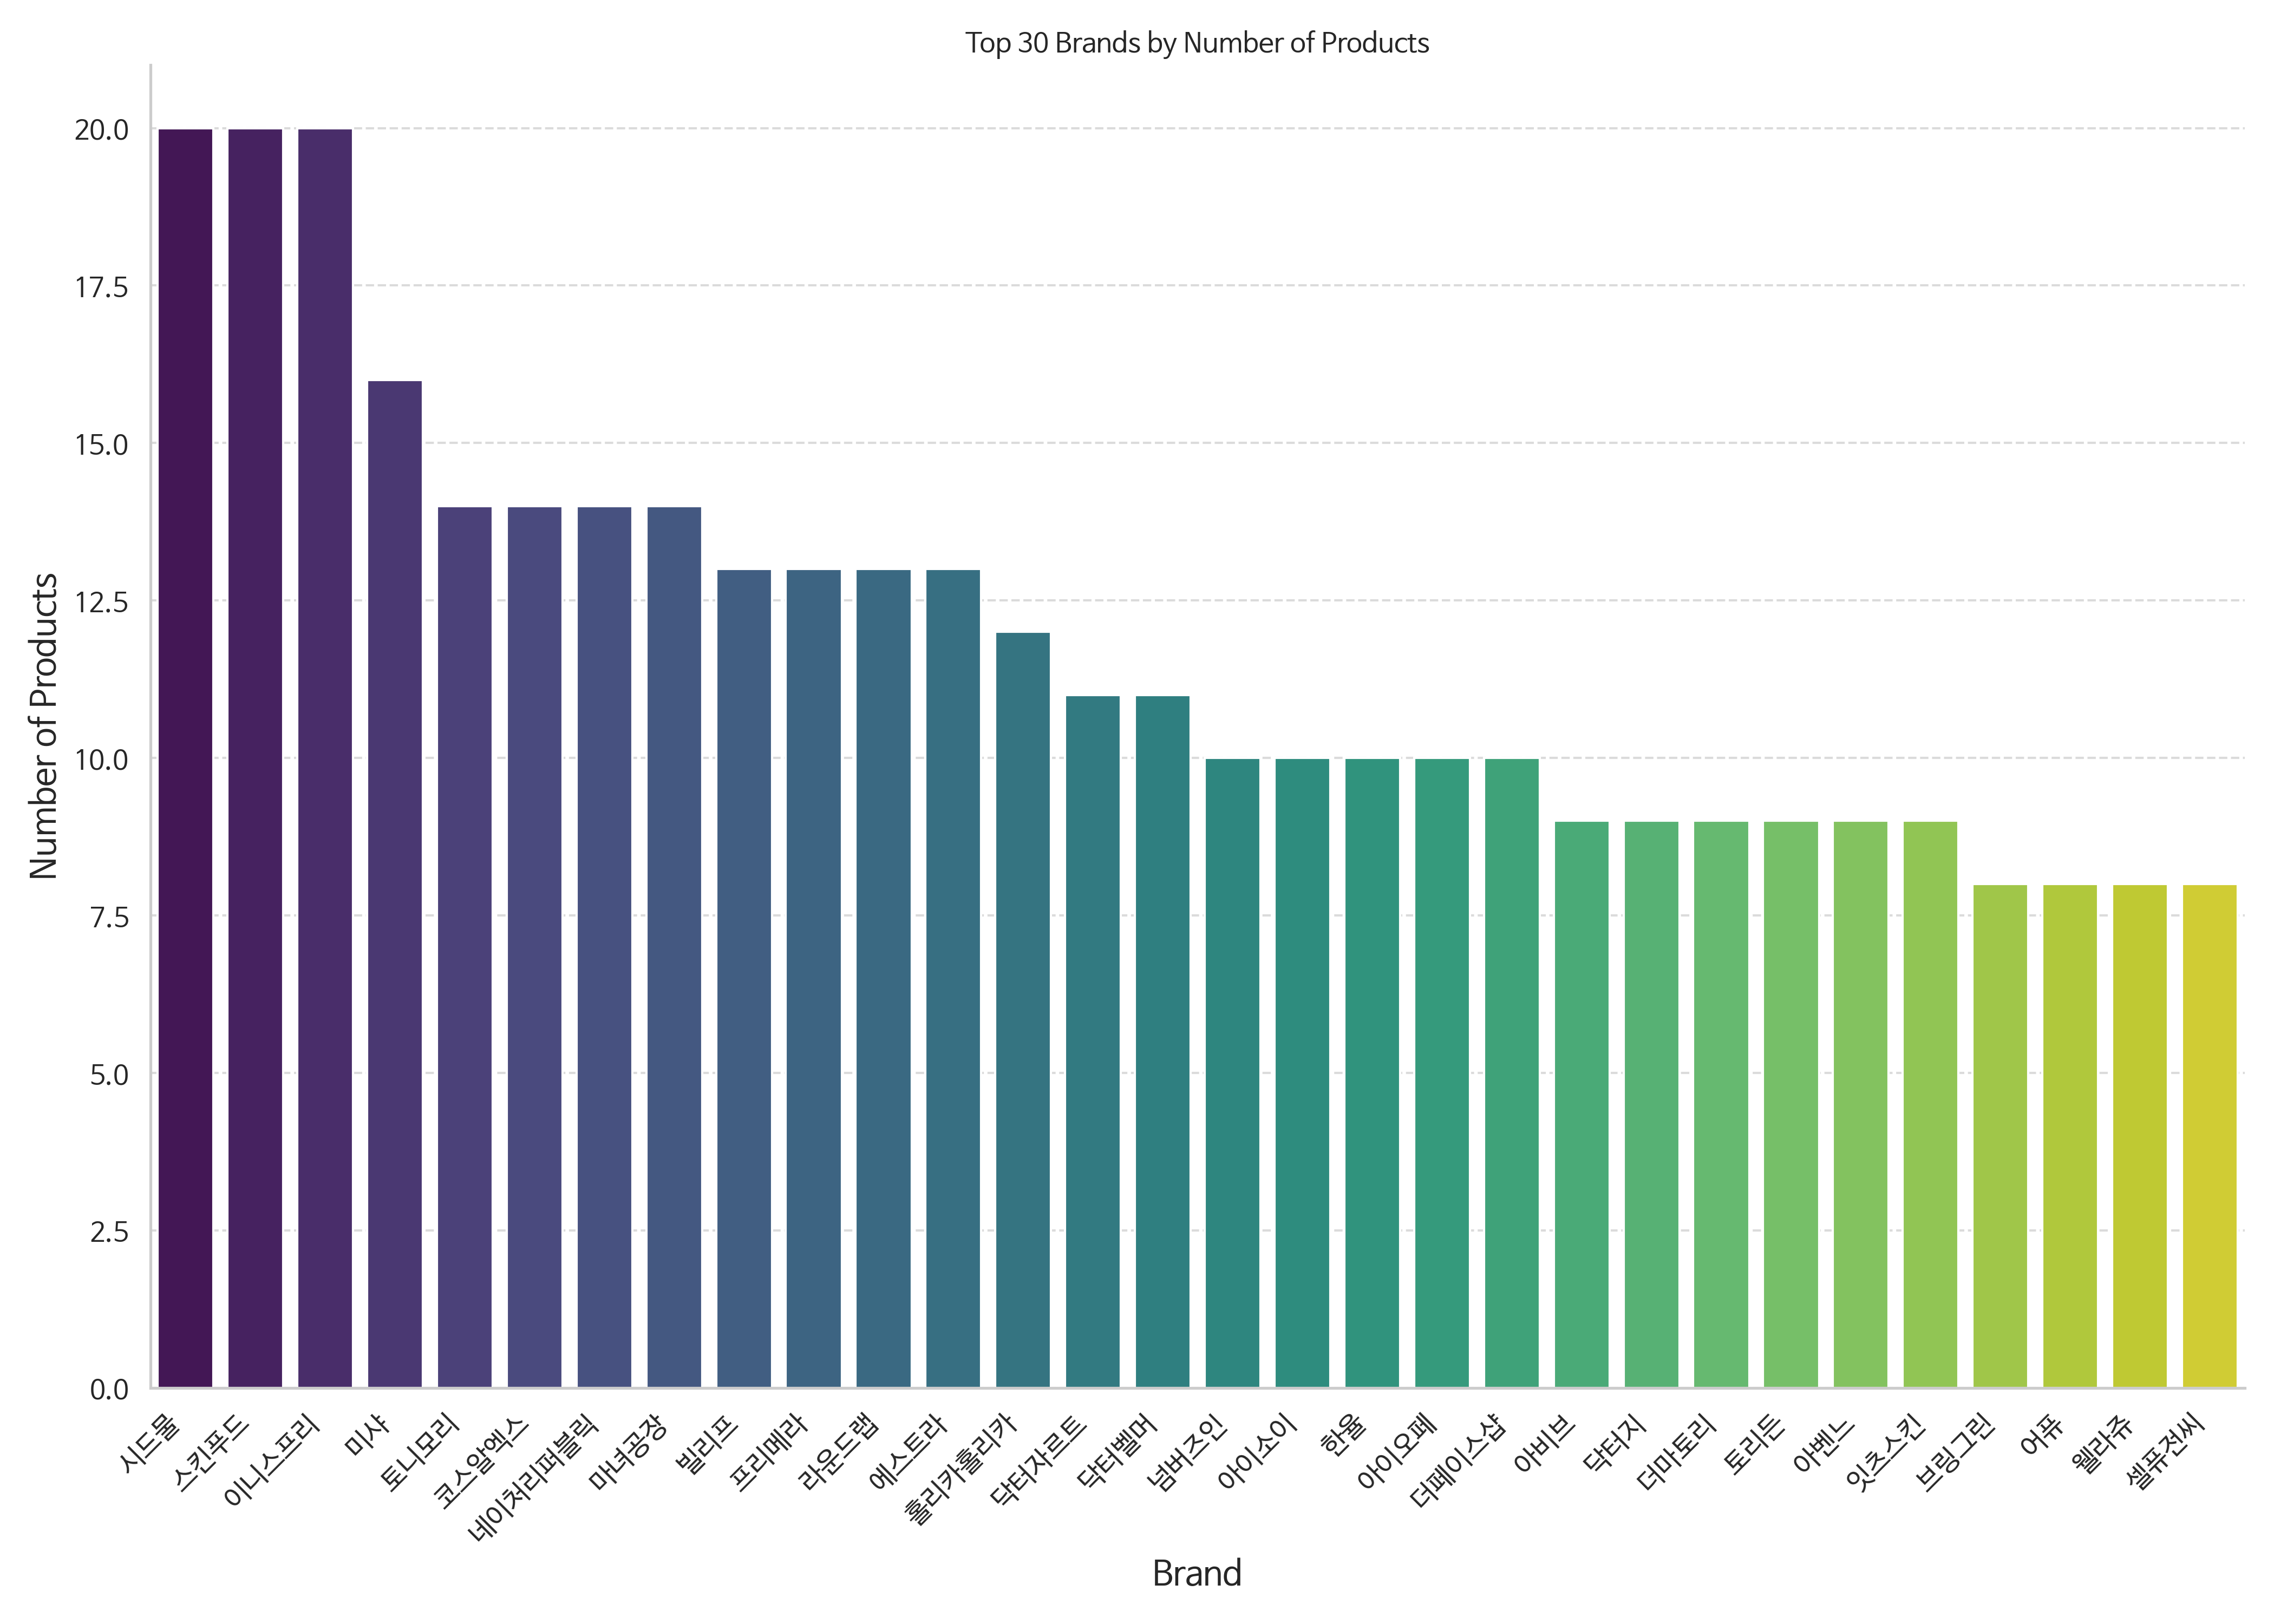 Top 30 Brands by Number of Products
Number of Products
20.0
17.5
15.0
12.5
10.0
7.5
5.0
2.5
0.0
시드물
스킨푸드
이니스프리
미샤
토니모리
코스알엑스
네이처리퍼블릭
마녀공장
빌리프
프리메라
라운드랩
에스트라
홀리카홀리카
닥터자르트
닥터벨머
넘버즈인
아이소이
한율
아이오페
더페이스샵
아비브
닥터지
더마토리
토리든
아벤느
잇츠스킨
브링그린
어퓨
웰라쥬
셀퓨전씨
Brand